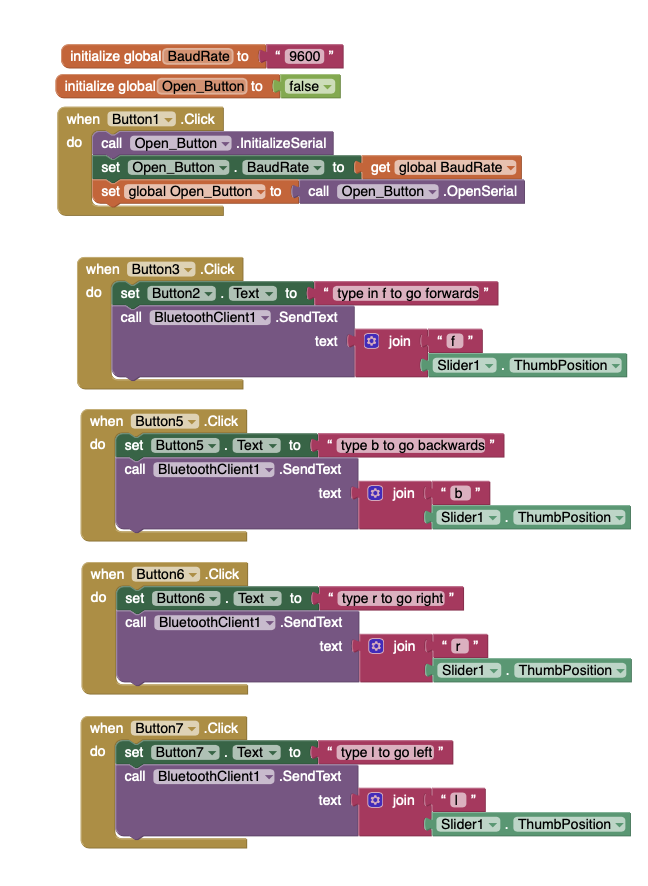 initialize global BaudRate to " 9600 "
initialize global Open_Button to false
when Button1 .Click
do call Open_Button .InitializeSerial
set Open_Button . BaudRate to get global BaudRate
set global Open_Button to call Open_Button .OpenSerial
when Button3 .Click
do set Button2 . Text to " type in f to go forwards "
call BluetoothClient1 .SendText
text join " f "
Slider1 . ThumbPosition
when Button5 .Click
do set Button5 . Text to " type b to go backwards "
call BluetoothClient1 .SendText
text join " b "
Slider1 . ThumbPosition
when Button6 .Click
do set Button6 . Text to " type r to go right "
call BluetoothClient1 .SendText
text join " r "
Slider1 . ThumbPosition
when Button7 .Click
do set Button7 . Text to " type l to go left "
call BluetoothClient1 .SendText
text join " l "
Slider1 . ThumbPosition